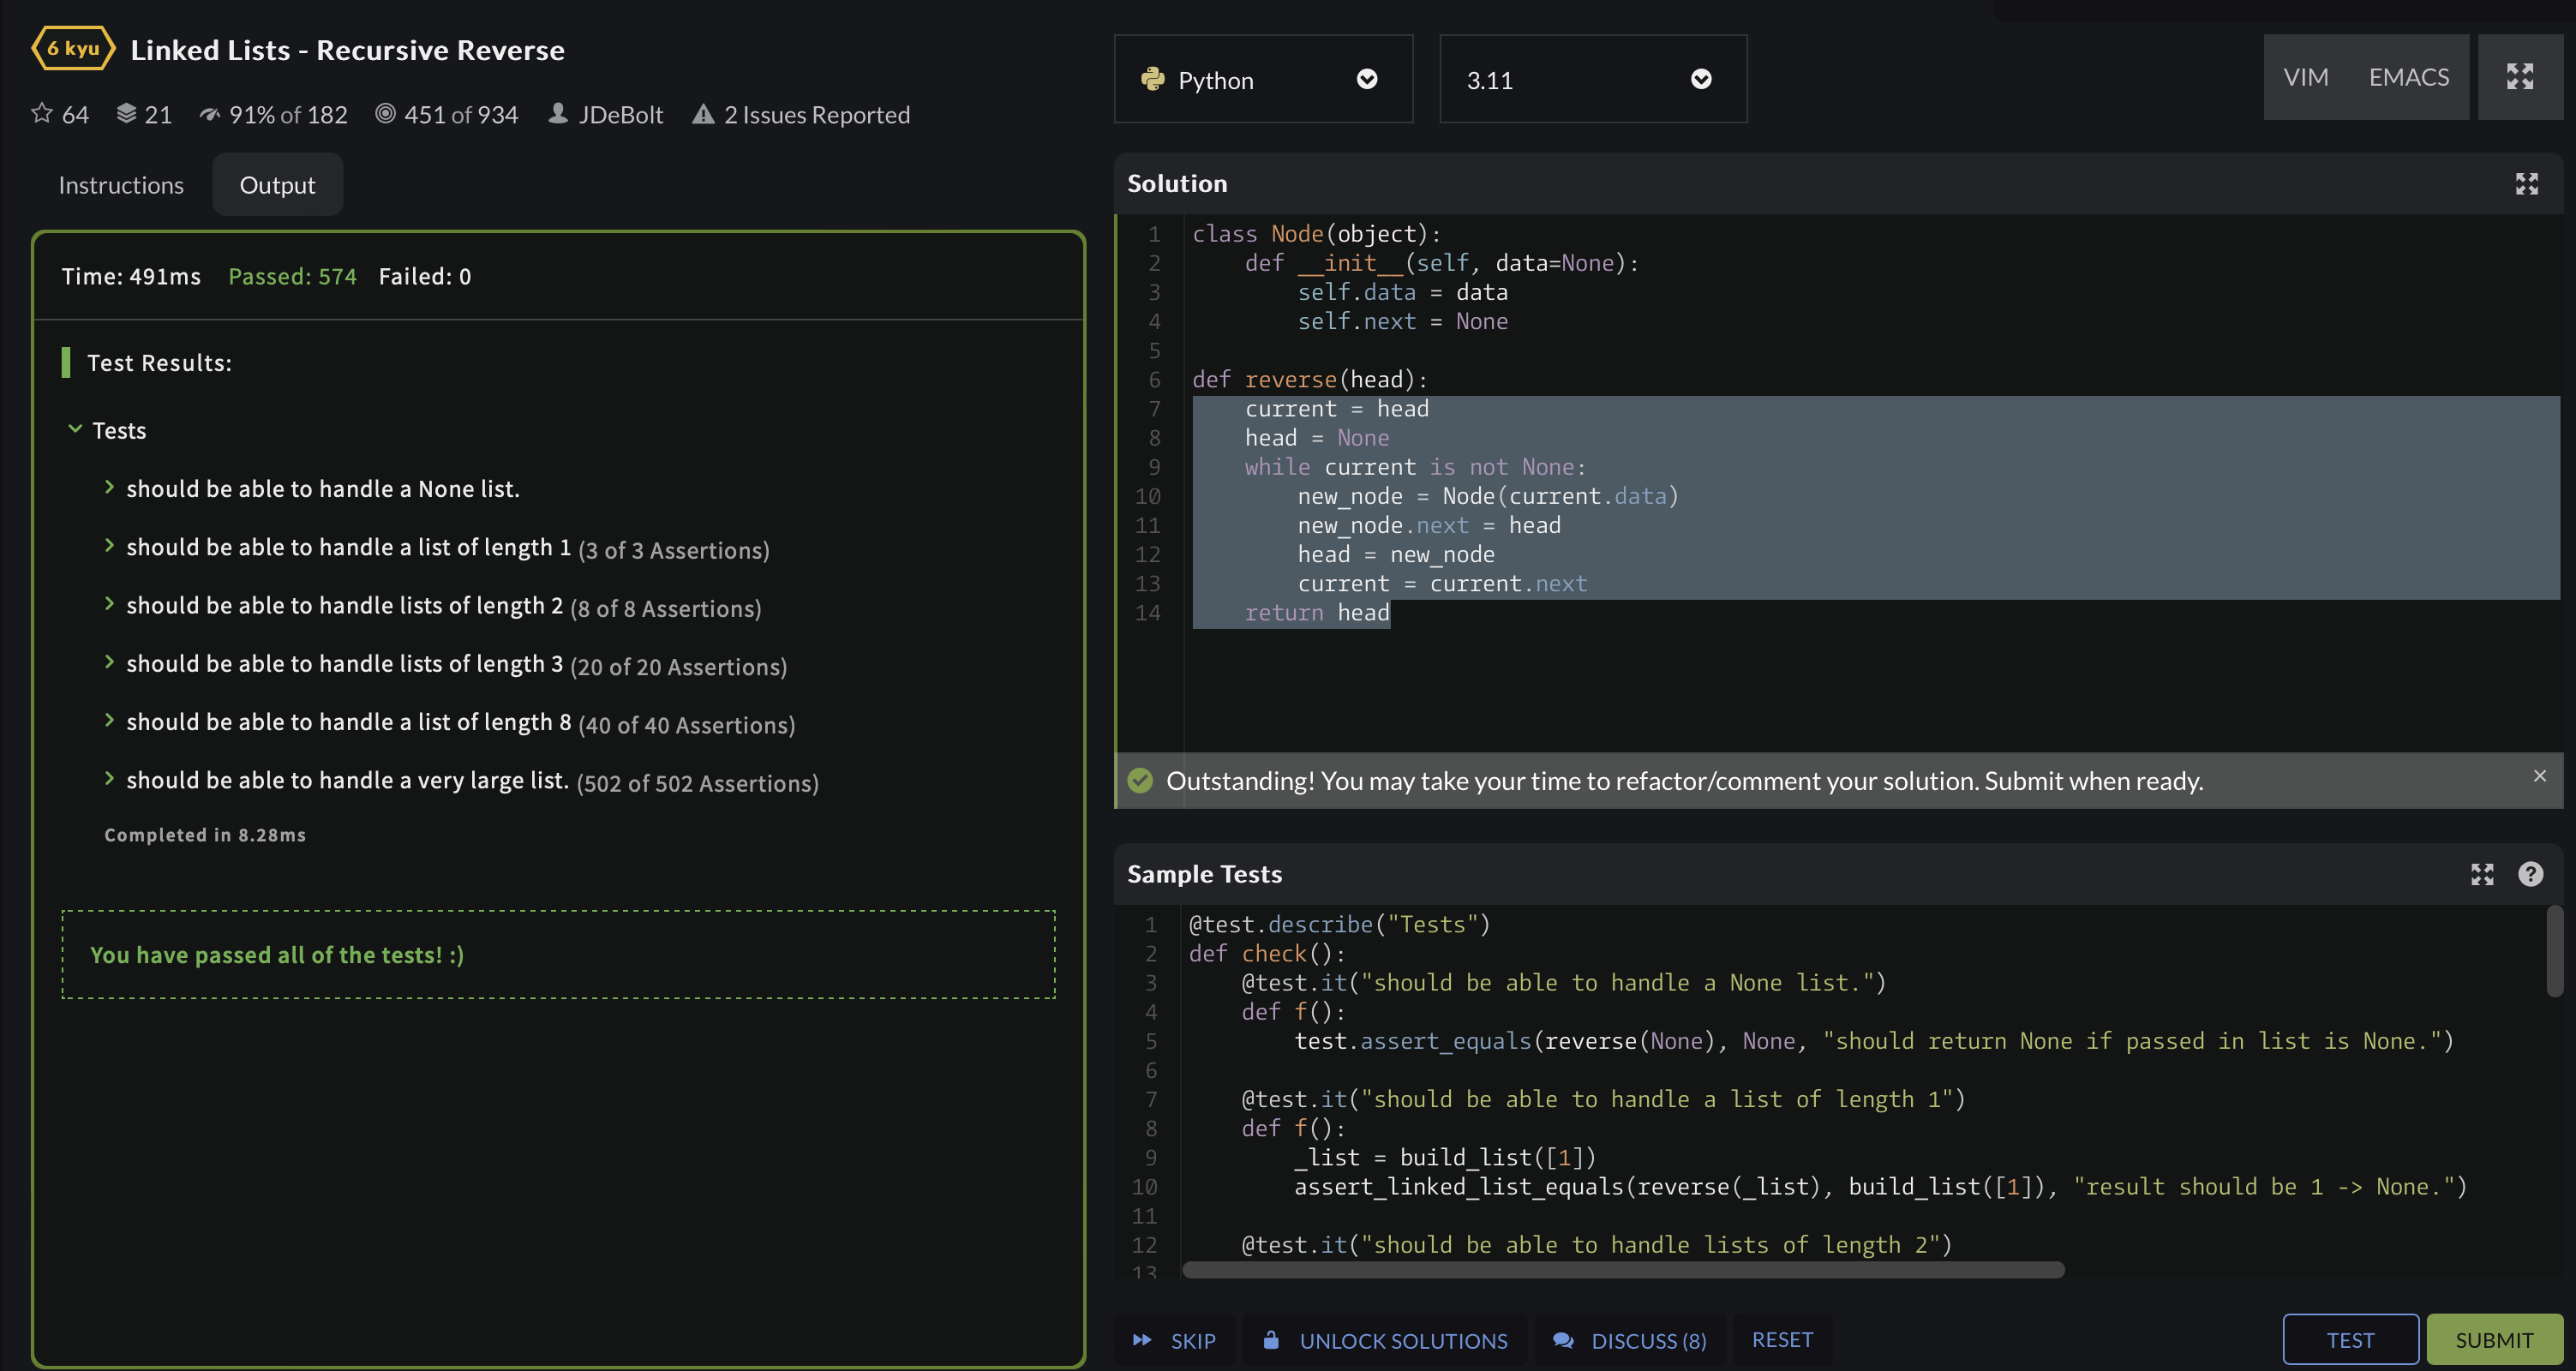 6 kyu Linked Lists - Recursive Reverse
64 21 91% of 182 451 of 934 JDeBolt 2 Issues Reported
Instructions Output
Time: 491ms Passed: 574 Failed: 0
Test Results:
Tests
should be able to handle a None list.
should be able to handle a list of length 1 (3 of 3 Assertions)
should be able to handle lists of length 2 (8 of 8 Assertions)
should be able to handle lists of length 3 (20 of 20 Assertions)
should be able to handle a list of length 8 (40 of 40 Assertions)
should be able to handle a very large list. (502 of 502 Assertions)
Completed in 8.28ms
You have passed all of the tests! :)
Python 3.11 VIM EMACS
Solution
1 class Node(object):
2     def __init__(self, data=None):
3         self.data = data
4         self.next = None
5
6 def reverse(head):
7     current = head
8     head = None
9     while current is not None:
10         new_node = Node(current.data)
11         new_node.next = head
12         head = new_node
13         current = current.next
14     return head
Outstanding! You may take your time to refactor/comment your solution. Submit when ready. ×
Sample Tests ?
1 @test.describe("Tests")
2 def check():
3     @test.it("should be able to handle a None list.")
4     def f():
5         test.assert_equals(reverse(None), None, "should return None if passed in list is None.")
6
7     @test.it("should be able to handle a list of length 1")
8     def f():
9         _list = build_list([1])
10         assert_linked_list_equals(reverse(_list), build_list([1]), "result should be 1 -> None.")
11
12     @test.it("should be able to handle lists of length 2")
13
SKIP UNLOCK SOLUTIONS DISCUSS (8) RESET TEST SUBMIT